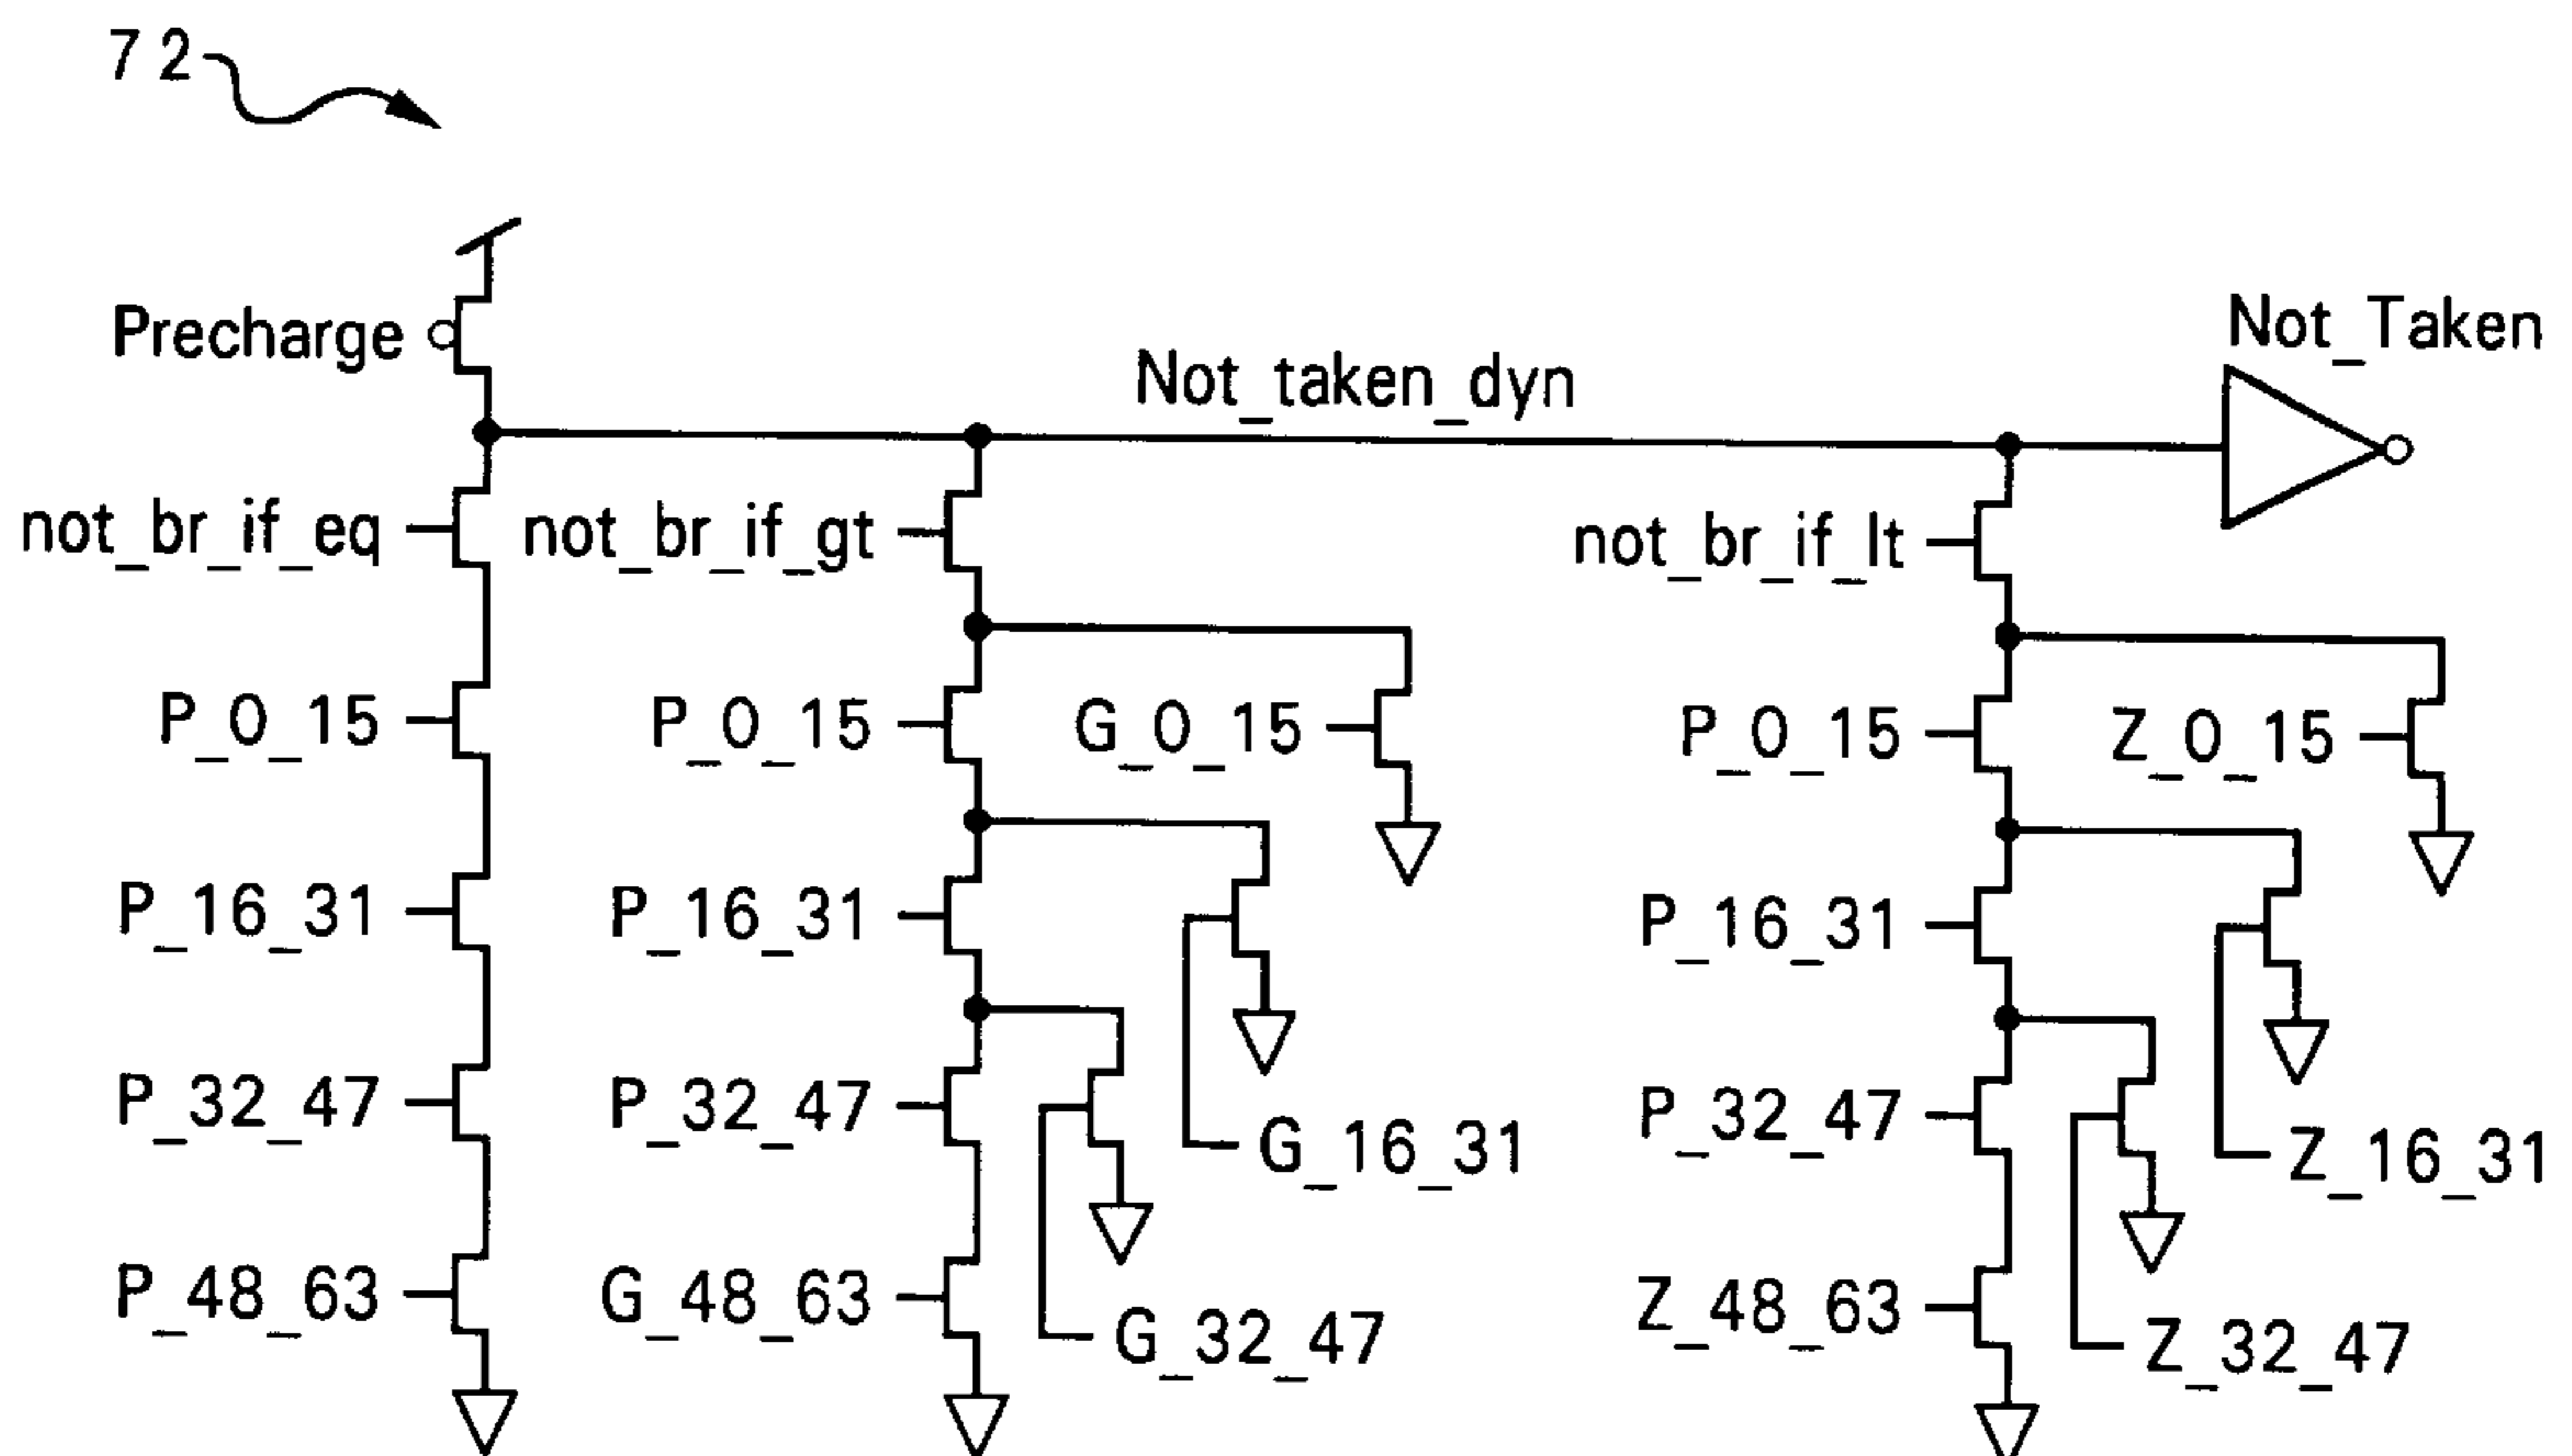 72
Precharge
Not_taken_dyn
Not_Taken
not_br_if_eq
not_br_if_gt
not_br_if_lt
P_0_15
P_0_15
G_0_15
P_0_15
Z_0_15
P_16_31
P_16_31
P_16_31
P_32_47
P_32_47
G_16_31
P_32_47
Z_16_31
P_48_63
G_48_63
G_32_47
Z_48_63
Z_32_47